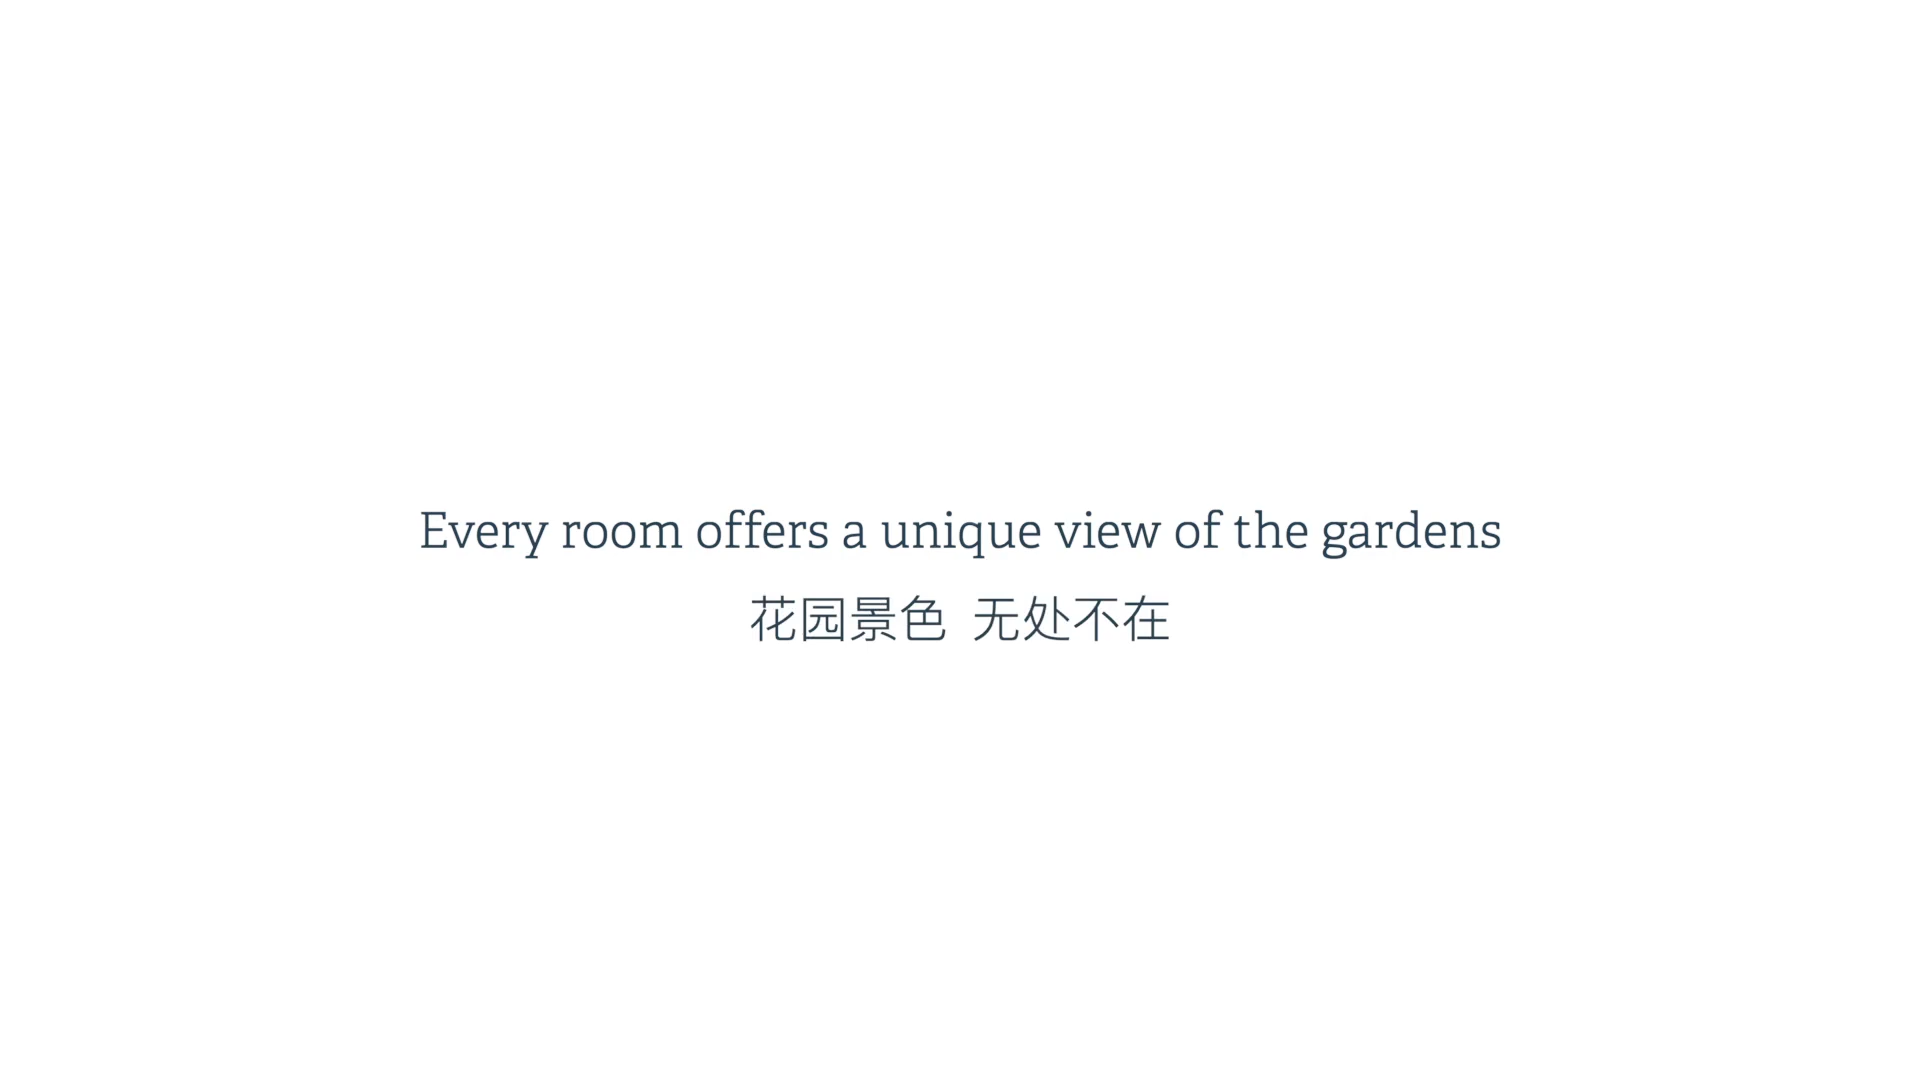 Every room offers a unique view of the gardens
花园景色 无处不在